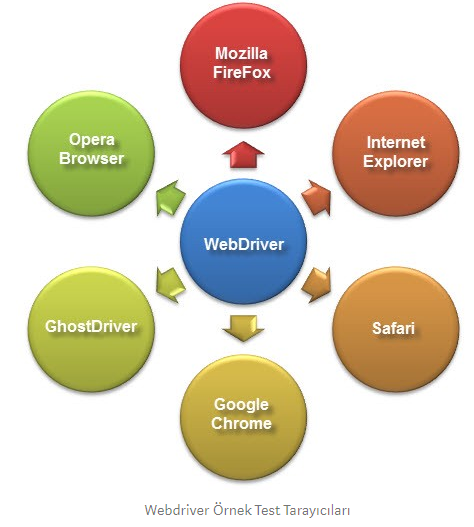 Mozilla
FireFox
Opera
Browser
Internet
Explorer
WebDriver
GhostDriver
Safari
Google
Chrome
Webdriver Örnek Test Tarayıcıları